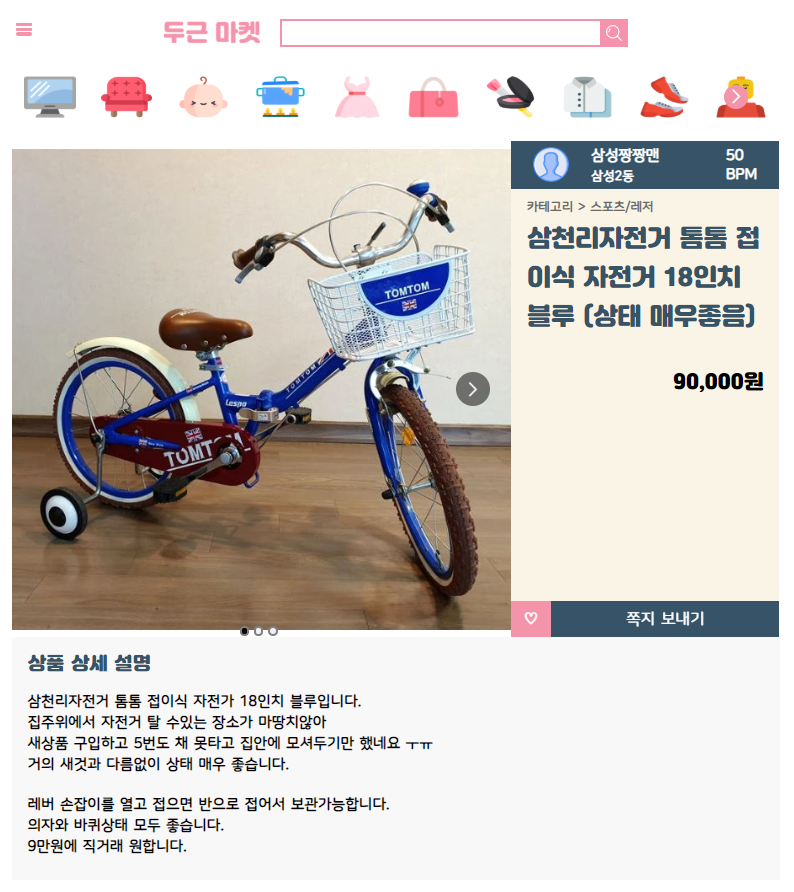 두근 마켓
삼성짱짱맨
삼성2동
50
BPM
카테고리 > 스포츠/레저
삼천리자전거 톰톰 접
이식 자전거 18인치
블루 (상태 매우좋음)
90,000원
TOMTOM
TOMTOM
Lespo
TOMTOM
쪽지 보내기
상품 상세 설명
삼천리자전거 톰톰 접이식 자전가 18인치 블루입니다.
집주위에서 자전거 탈 수있는 장소가 마땅치않아
새상품 구입하고 5번도 채 못타고 집안에 모셔두기만 했네요 ㅜㅠ
거의 새것과 다름없이 상태 매우 좋습니다.
레버 손잡이를 열고 접으면 반으로 접어서 보관가능합니다.
의자와 바퀴상태 모두 좋습니다.
9만원에 직거래 원합니다.